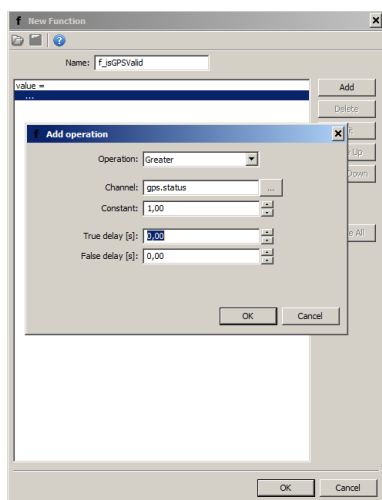 f New Function
Name: f_isGPSValid
value =
...
Add
Delete
Up
Down
e All
f Add operation
Operation: Greater
Channel: gps.status ...
Constant: 1,00
True delay [s]: 0,00
False delay [s]: 0,00
OK Cancel
OK Cancel